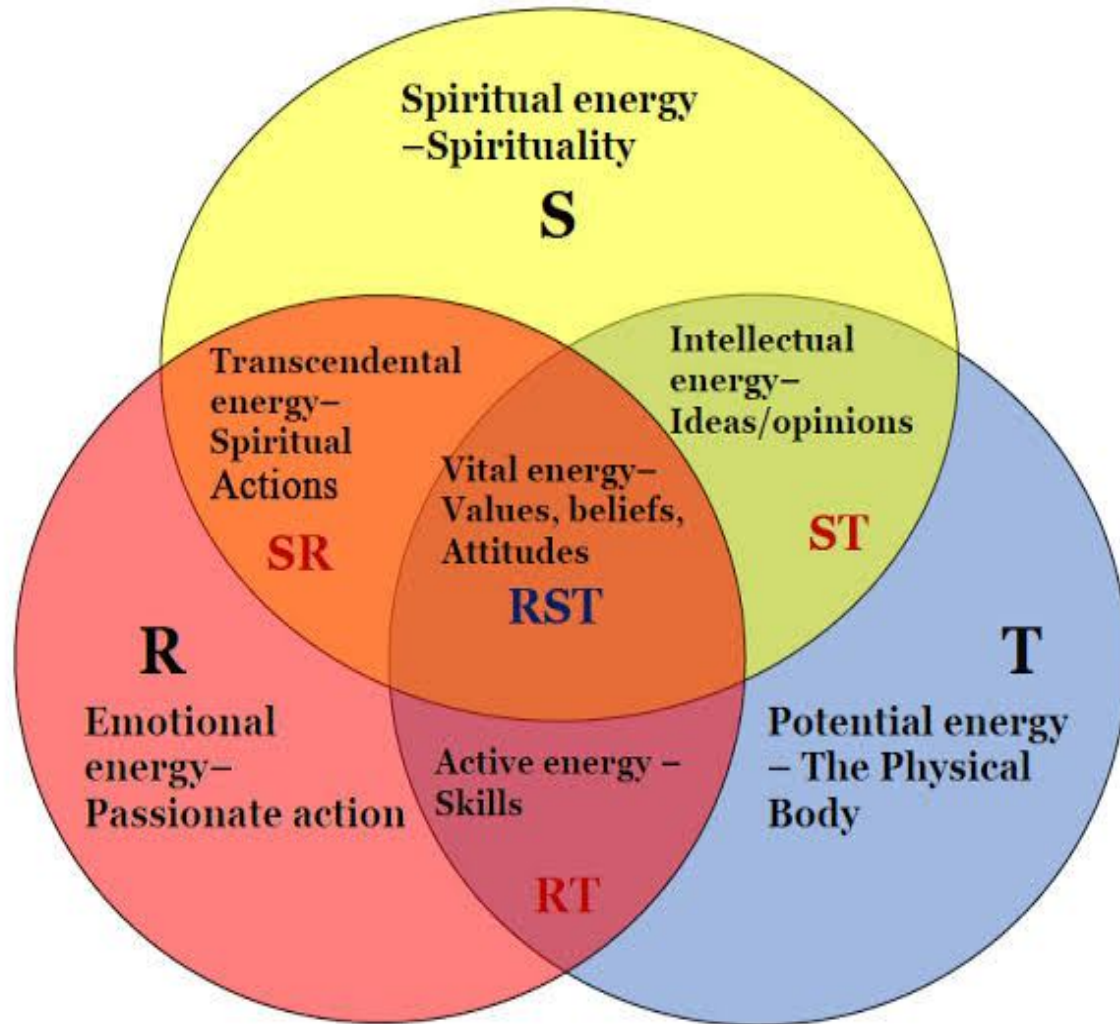 Spiritual energy
–Spirituality
S
Transcendental
energy–
Spiritual
Actions
SR
Intellectual
energy–
Ideas/opinions
ST
Vital energy–
Values, beliefs,
Attitudes
RST
R
Emotional
energy–
Passionate action
T
Potential energy
– The Physical
Body
Active energy –
Skills
RT